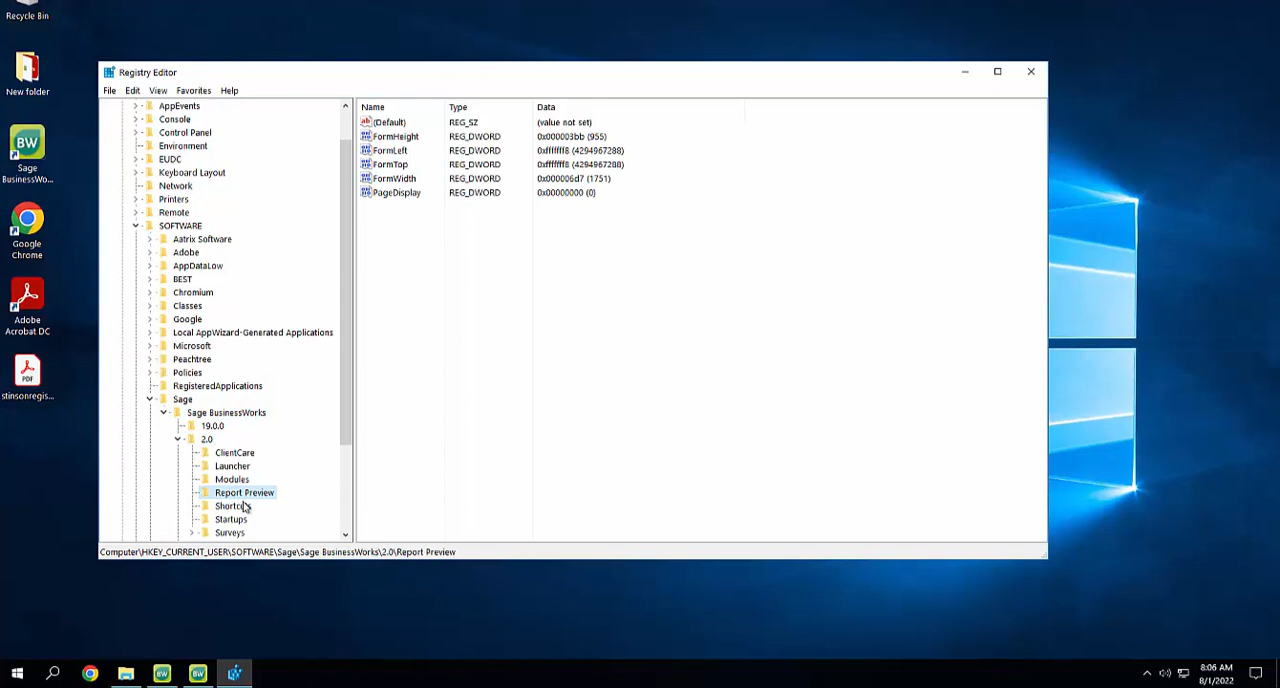 Recycle Bin
New folder
Sage
BusinessWo...
Google
Chrome
Adobe
Acrobat DC
PDF
stinsonregis...
Registry Editor
File Edit View Favorites Help
AppEvents
Console
Control Panel
Environment
EUDC
Keyboard Layout
Network
Printers
Remote
SOFTWARE
Aatrix Software
Adobe
AppDataLow
BEST
Chromium
Classes
Google
Local AppWizard-Generated Applications
Microsoft
Peachtree
Policies
RegisteredApplications
Sage
Sage BusinessWorks
19.0.0
2.0
ClientCare
Launcher
Modules
Report Preview
Startups
Surveys
Name Type Data
ab (Default) REG_SZ (value not set)
FormHeight REG_DWORD 0x000003bb (955)
FormLeft REG_DWORD 0xfffffff8 (4294967288)
FormTop REG_DWORD 0xfffffff8 (4294967288)
FormWidth REG_DWORD 0x000006d7 (1751)
PageDisplay REG_DWORD 0x00000000 (0)
Computer\HKEY_CURRENT_USER\SOFTWARE\Sage\Sage BusinessWorks\2.0\Report Preview
BW
BW
BW
8:06 AM
8/1/2022